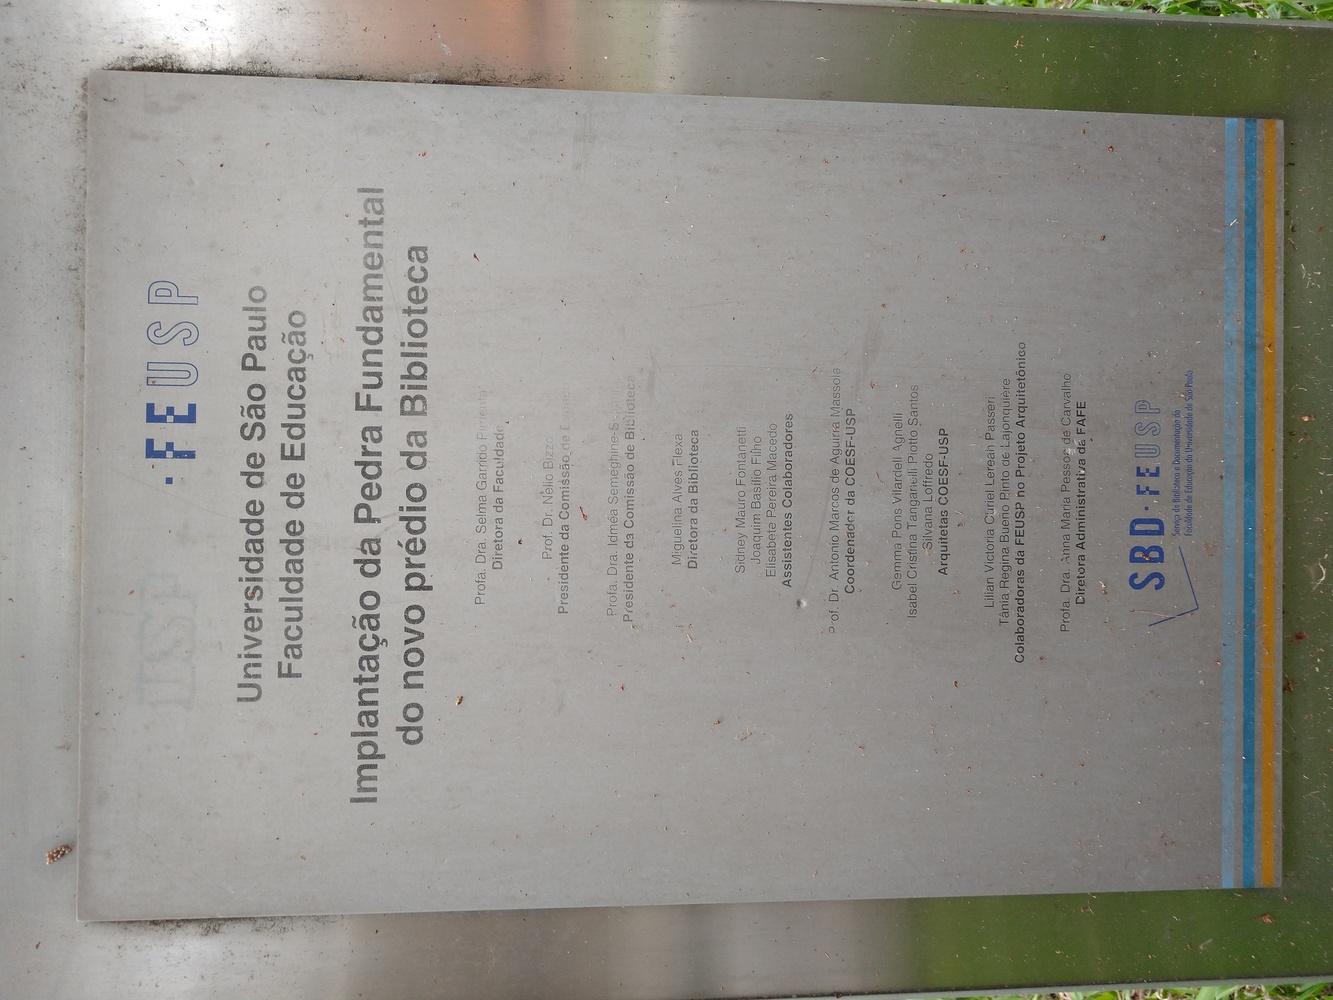 USP
·FEUSP
Universidade de São Paulo
Faculdade de Educação
Implantação da Pedra Fundamental
do novo prédio da Biblioteca
Profa. Dra. Selma Garrido Pimenta
Diretora da Faculdade
Prof. Dr. Nelio Bizzo
Presidente da Comissão de
Profa. Dra. Idméa Semeghine-
Presidente da Comissão de Biblioteca
Miguelina Alves Flexa
Diretora da Biblioteca
Sidney Mauro Fontanetti
Joaquim Basílio Filho
Elisabete Pereira Macedo
Assistentes Colaboradores
Prof. Dr. Antonio Marcos de Aguirra Massola
Coordenador da COESF-USP
Gemma Pons Vilardell Agnelli
Isabel Cristina Tanganelli Piotto Santos
Silvana Loffredo
Arquitetas COESF-USP
Lilian Victoria Curiel Lereah Passeri
Tânia Regina Bueno Pinto de Lajonquière
Colaboradoras da FEUSP no Projeto Arquitetônico
Profa. Dra. Anna Maria Pessoa de Carvalho
Diretora Administrativa da FAFE
SBD·FEUSP
Serviço de Biblioteca e Documentação da
Faculdade de Educação da Universidade de São Paulo